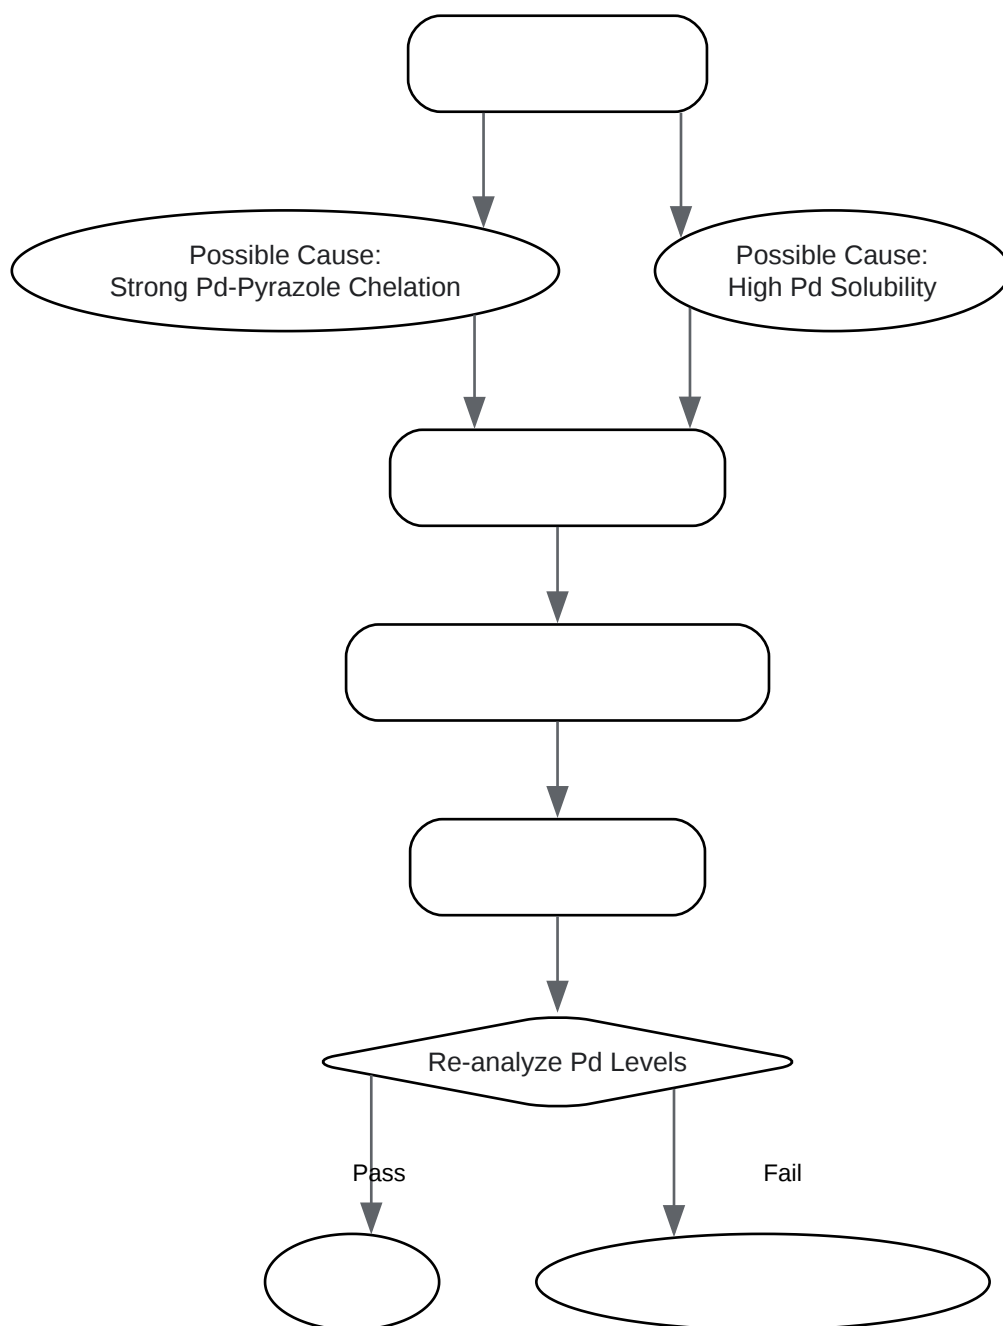 Possible Cause:
Strong Pd-Pyrazole Chelation
Possible Cause:
High Pd Solubility
Re-analyze Pd Levels
Pass
Fail